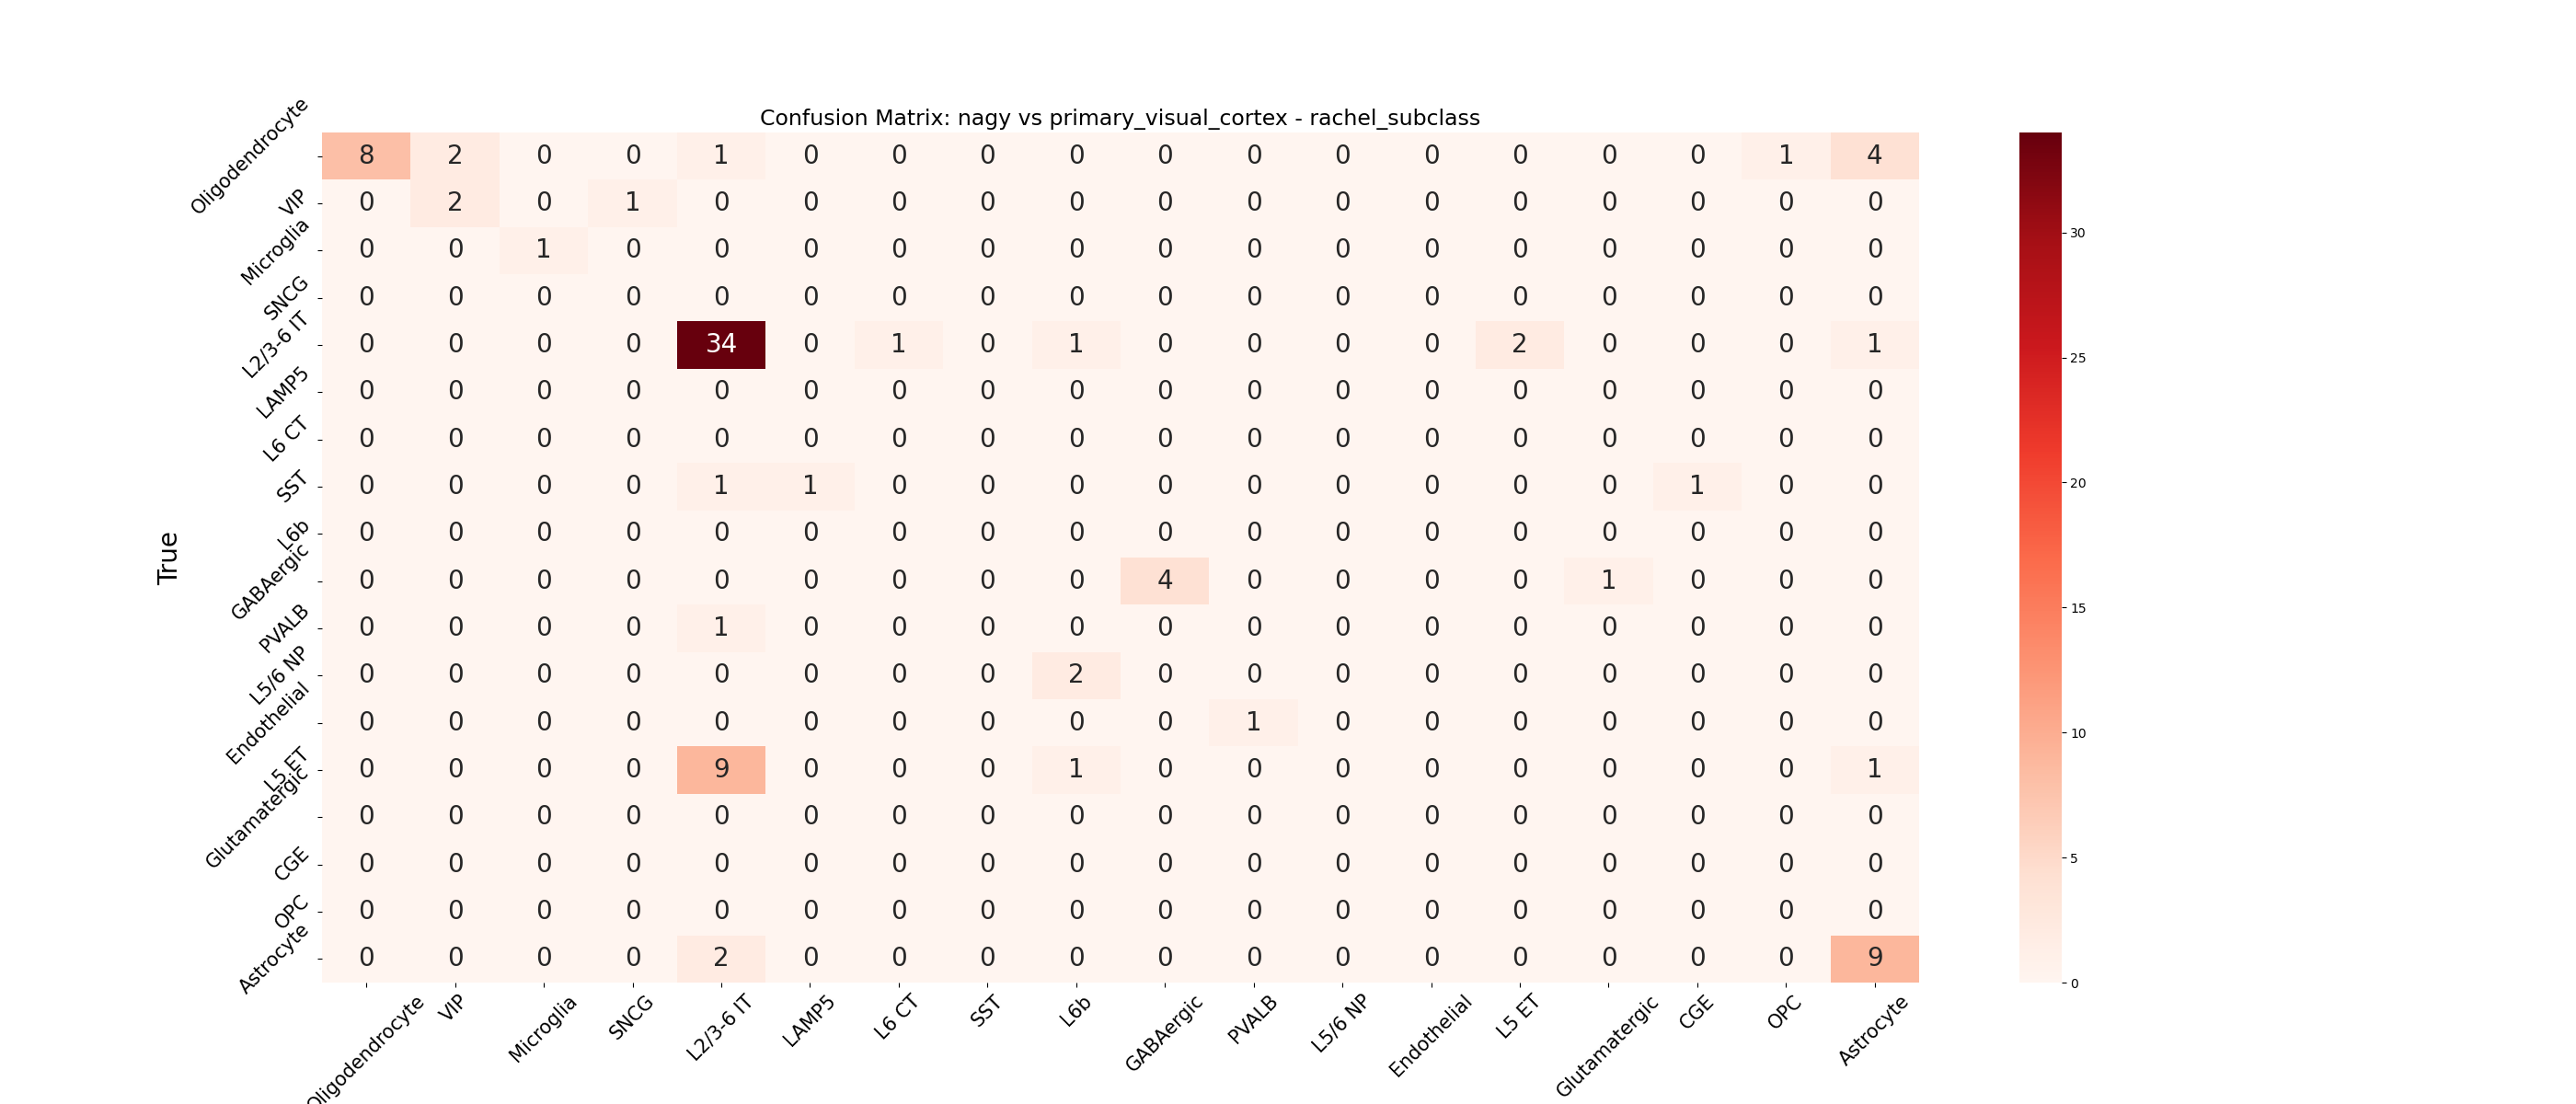 Confusion Matrix: nagy vs primary_visual_cortex - rachel_subclass
True
Oligodendrocyte 8 2 0 0 1 0 0 0 0 0 0 0 0 0 0 0 1 4
VIP 0 2 0 1 0 0 0 0 0 0 0 0 0 0 0 0 0 0
Microglia 0 0 1 0 0 0 0 0 0 0 0 0 0 0 0 0 0 0
SNCG 0 0 0 0 0 0 0 0 0 0 0 0 0 0 0 0 0 0
L2/3-6 IT 0 0 0 0 34 0 1 0 1 0 0 0 0 2 0 0 0 1
LAMP5 0 0 0 0 0 0 0 0 0 0 0 0 0 0 0 0 0 0
L6 CT 0 0 0 0 0 0 0 0 0 0 0 0 0 0 0 0 0 0
SST 0 0 0 0 1 1 0 0 0 0 0 0 0 0 0 1 0 0
L6b 0 0 0 0 0 0 0 0 0 0 0 0 0 0 0 0 0 0
GABAergic 0 0 0 0 0 0 0 0 0 4 0 0 0 0 1 0 0 0
PVALB 0 0 0 0 1 0 0 0 0 0 0 0 0 0 0 0 0 0
L5/6 NP 0 0 0 0 0 0 0 0 2 0 0 0 0 0 0 0 0 0
Endothelial 0 0 0 0 0 0 0 0 0 0 1 0 0 0 0 0 0 0
L5 ET 0 0 0 0 9 0 0 0 1 0 0 0 0 0 0 0 0 1
Glutamatergic 0 0 0 0 0 0 0 0 0 0 0 0 0 0 0 0 0 0
CGE 0 0 0 0 0 0 0 0 0 0 0 0 0 0 0 0 0 0
OPC 0 0 0 0 0 0 0 0 0 0 0 0 0 0 0 0 0 0
Astrocyte 0 0 0 0 2 0 0 0 0 0 0 0 0 0 0 0 0 9
Oligodendrocyte VIP Microglia SNCG L2/3-6 IT LAMP5 L6 CT SST L6b GABAergic PVALB L5/6 NP Endothelial L5 ET Glutamatergic CGE OPC Astrocyte
30
25
20
15
10
5
0